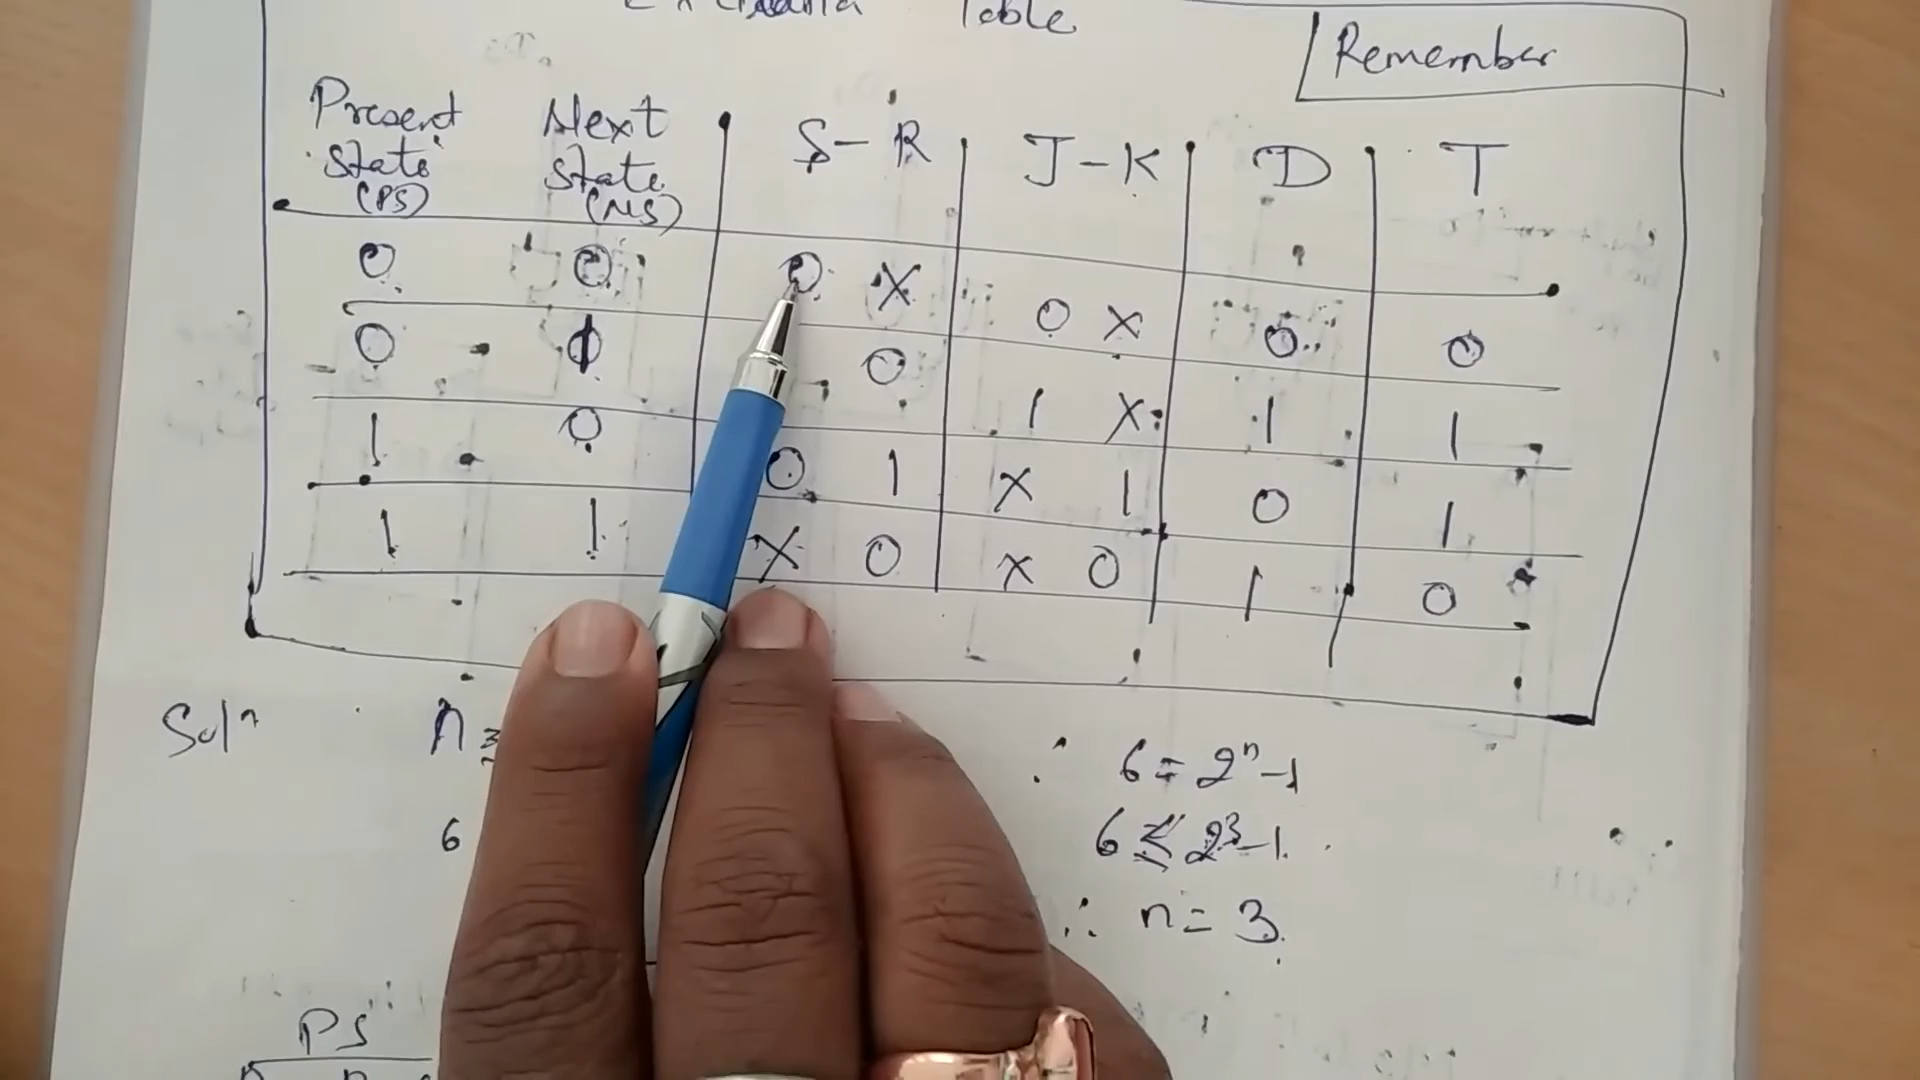 Table
Remember
Present Next S-R J-K D T
state state
(PS) (NS)
0 0 0 X 0 X 0 0
0 1 0 1 X 1 1
1 0 0 1 X 1 0 1
1 1 X 0 X 0 1 0
Solⁿ n ∴ 6 = 2ⁿ-1
6 6 ≤ 2³-1.
∴ n = 3.
PS